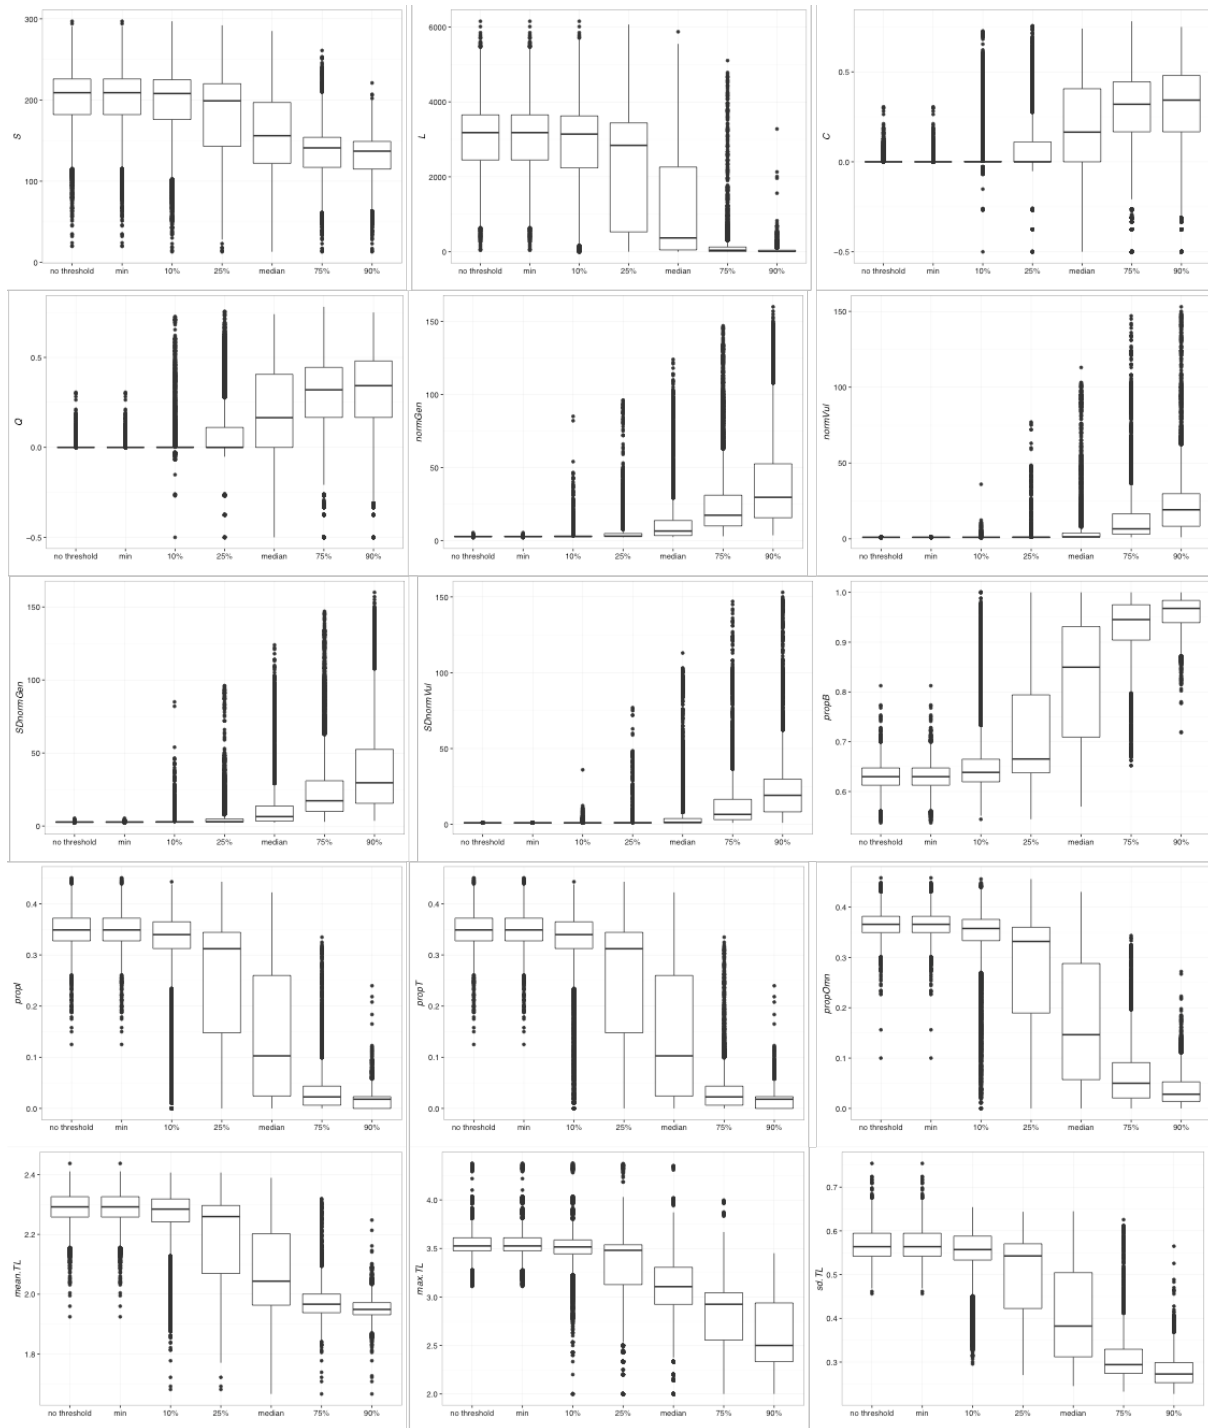 S
300
200
100
0
no threshold min 10% 25% median 75% 90%
L
6000
4000
2000
0
no threshold min 10% 25% median 75% 90%
C
0.5
0.0
−0.5
no threshold min 10% 25% median 75% 90%
Q
0.5
0.0
−0.5
no threshold min 10% 25% median 75% 90%
normGen
150
100
50
0
no threshold min 10% 25% median 75% 90%
normVul
150
100
50
0
no threshold min 10% 25% median 75% 90%
SDnormGen
150
100
50
0
no threshold min 10% 25% median 75% 90%
SDnormVul
150
100
50
0
no threshold min 10% 25% median 75% 90%
propB
1.0
0.9
0.8
0.7
0.6
no threshold min 10% 25% median 75% 90%
propI
0.4
0.3
0.2
0.1
0.0
no threshold min 10% 25% median 75% 90%
propT
0.4
0.3
0.2
0.1
0.0
no threshold min 10% 25% median 75% 90%
propOmn
0.4
0.3
0.2
0.1
0.0
no threshold min 10% 25% median 75% 90%
mean.TL
2.4
2.2
2.0
1.8
no threshold min 10% 25% median 75% 90%
max.TL
4.0
3.5
3.0
2.5
2.0
no threshold min 10% 25% median 75% 90%
sd.TL
0.7
0.6
0.5
0.4
0.3
no threshold min 10% 25% median 75% 90%